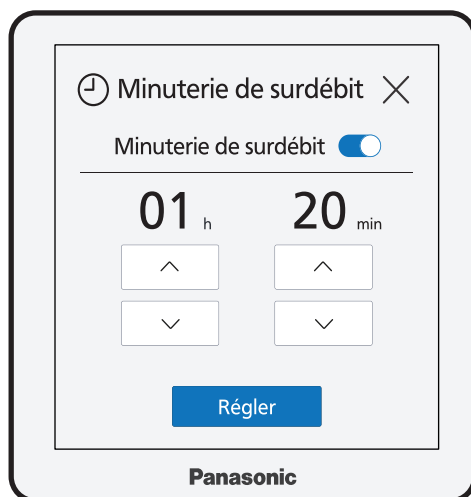 Minuterie de surdébit
Minuterie de surdébit
01 h 20 min
Régler
Panasonic